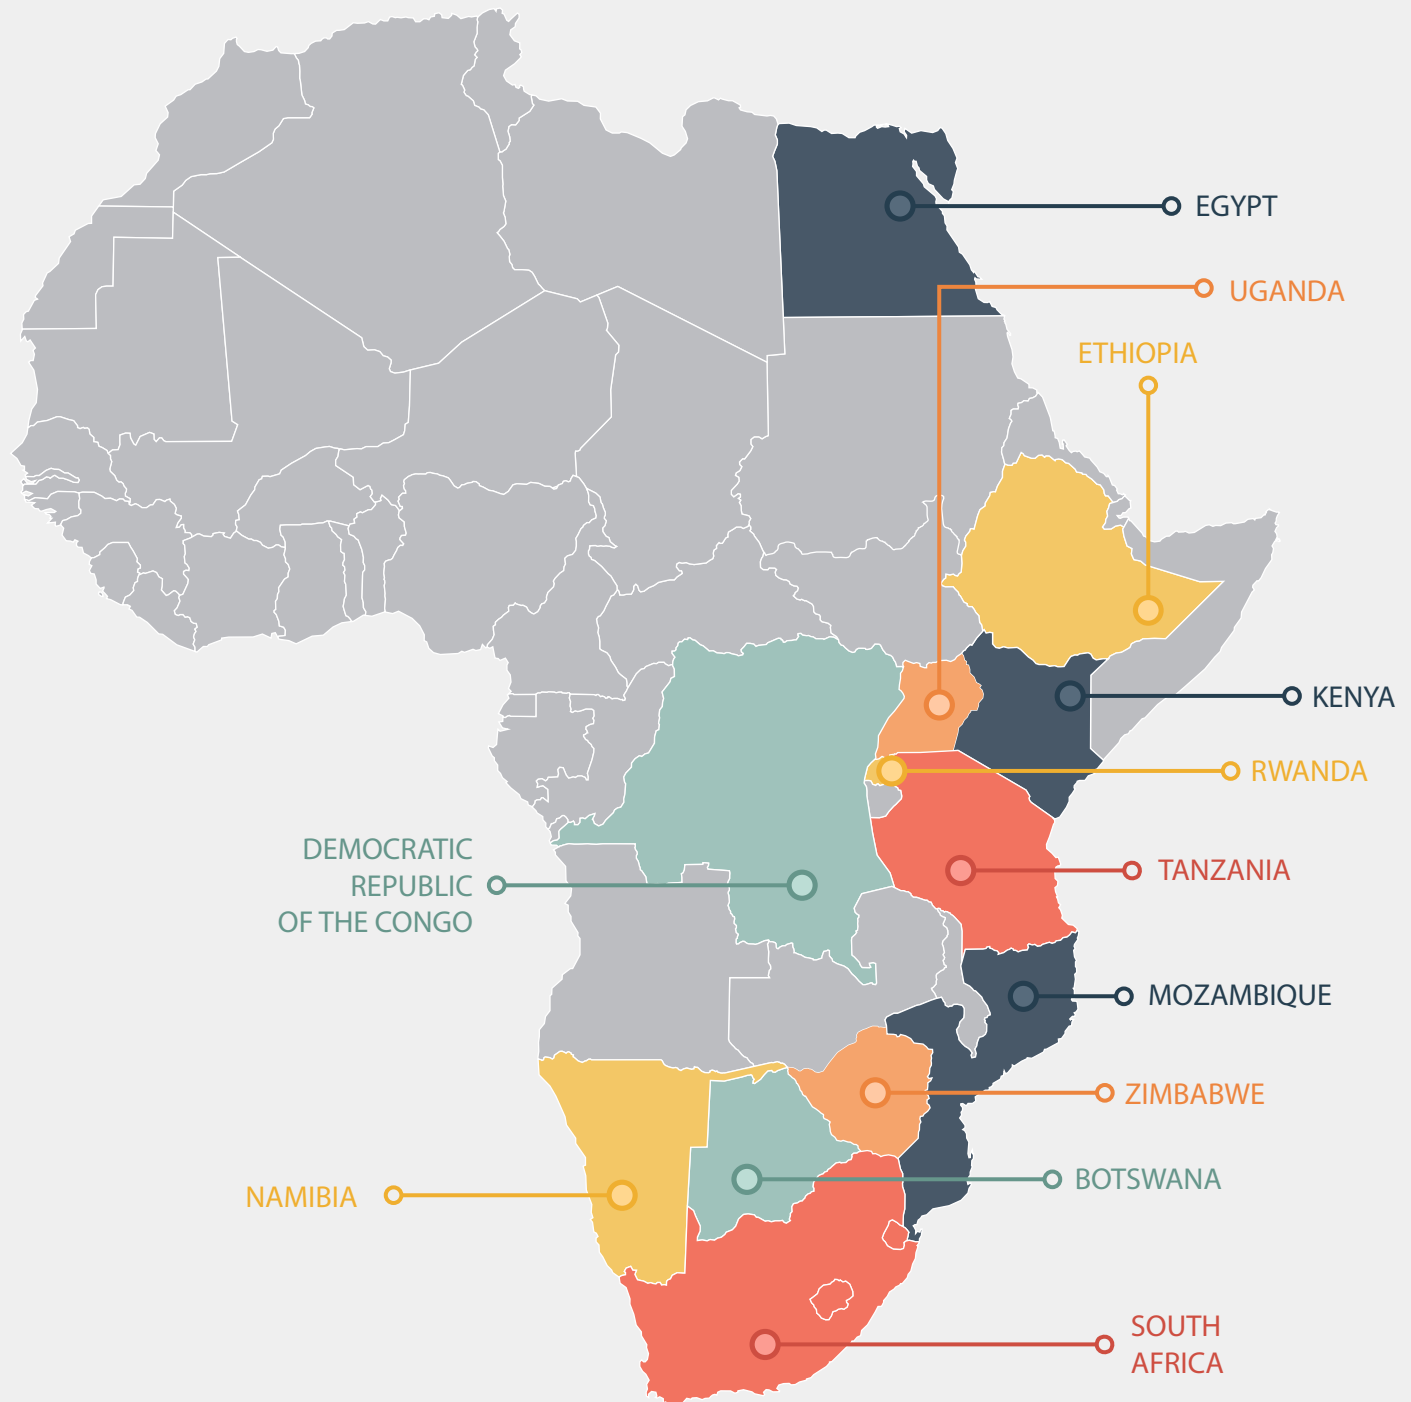 EGYPT
UGANDA
ETHIOPIA
KENYA
RWANDA
DEMOCRATIC
REPUBLIC
OF THE CONGO
TANZANIA
MOZAMBIQUE
ZIMBABWE
BOTSWANA
NAMIBIA
SOUTH
AFRICA